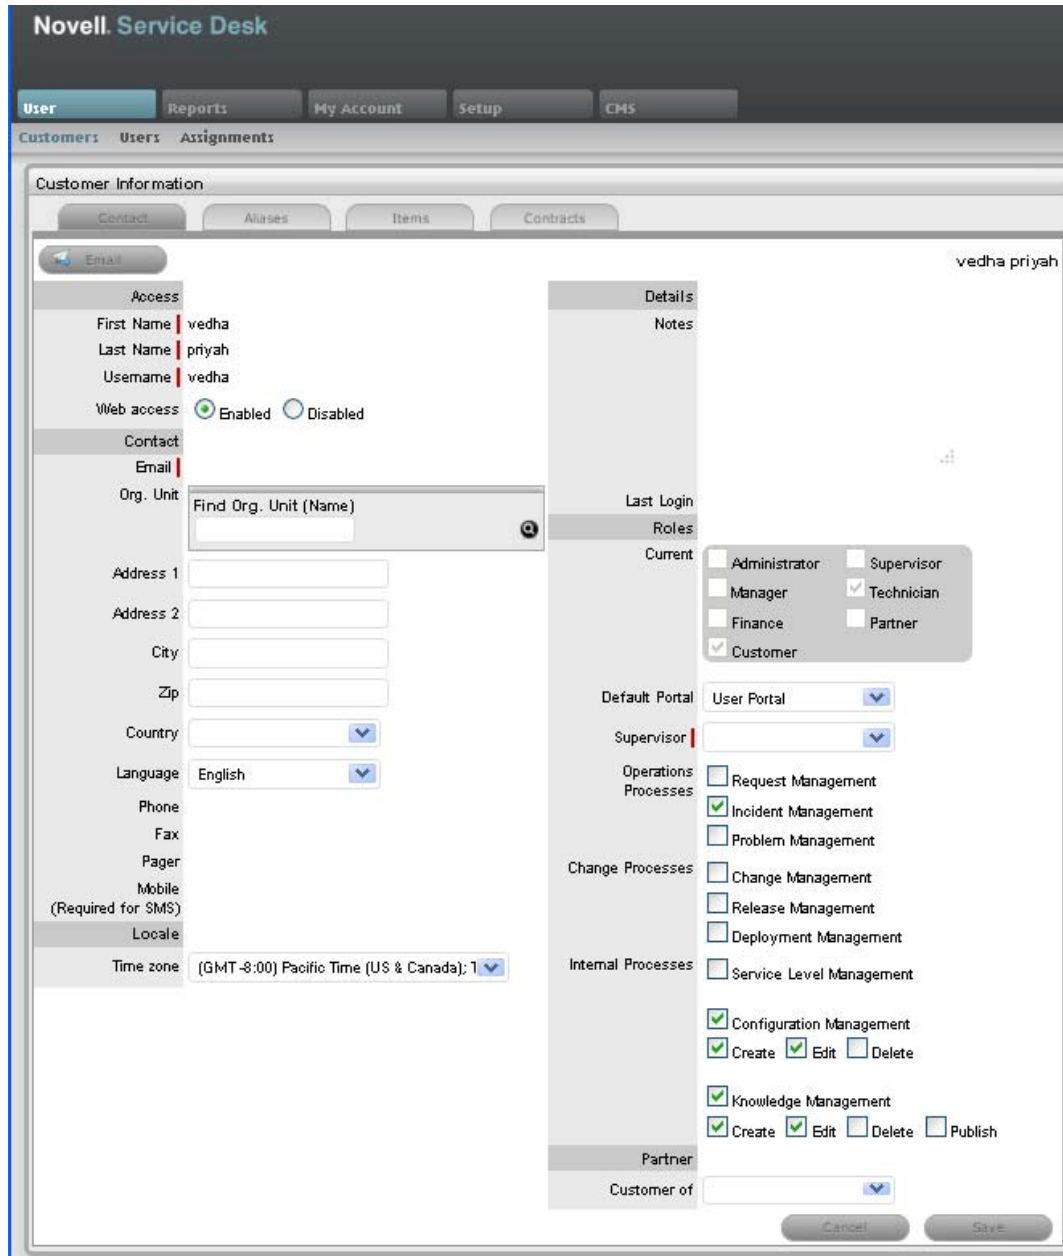 Novell. Service Desk
User Reports My Account Setup CMS
Customers Users Assignments
Customer Information
Contact Aliases Items Contracts
Email
vedha priyah
Access
First Name vedha
Last Name priyah
Username vedha
Web access Enabled Disabled
Contact
Email
Org. Unit
Find Org. Unit (Name)
Address 1
Address 2
City
Zip
Country
Language English
Phone
Fax
Pager
Mobile
(Required for SMS)
Locale
Time zone (GMT-8:00) Pacific Time (US & Canada); T
Details
Notes
Last Login
Roles
Current
Administrator Supervisor
Manager Technician
Finance Partner
Customer
Default Portal User Portal
Supervisor
Operations
Processes
Request Management
Incident Management
Problem Management
Change Processes
Change Management
Release Management
Deployment Management
Internal Processes
Service Level Management
Configuration Management
Create Edit Delete
Knowledge Management
Create Edit Delete Publish
Partner
Customer of
Cancel Save